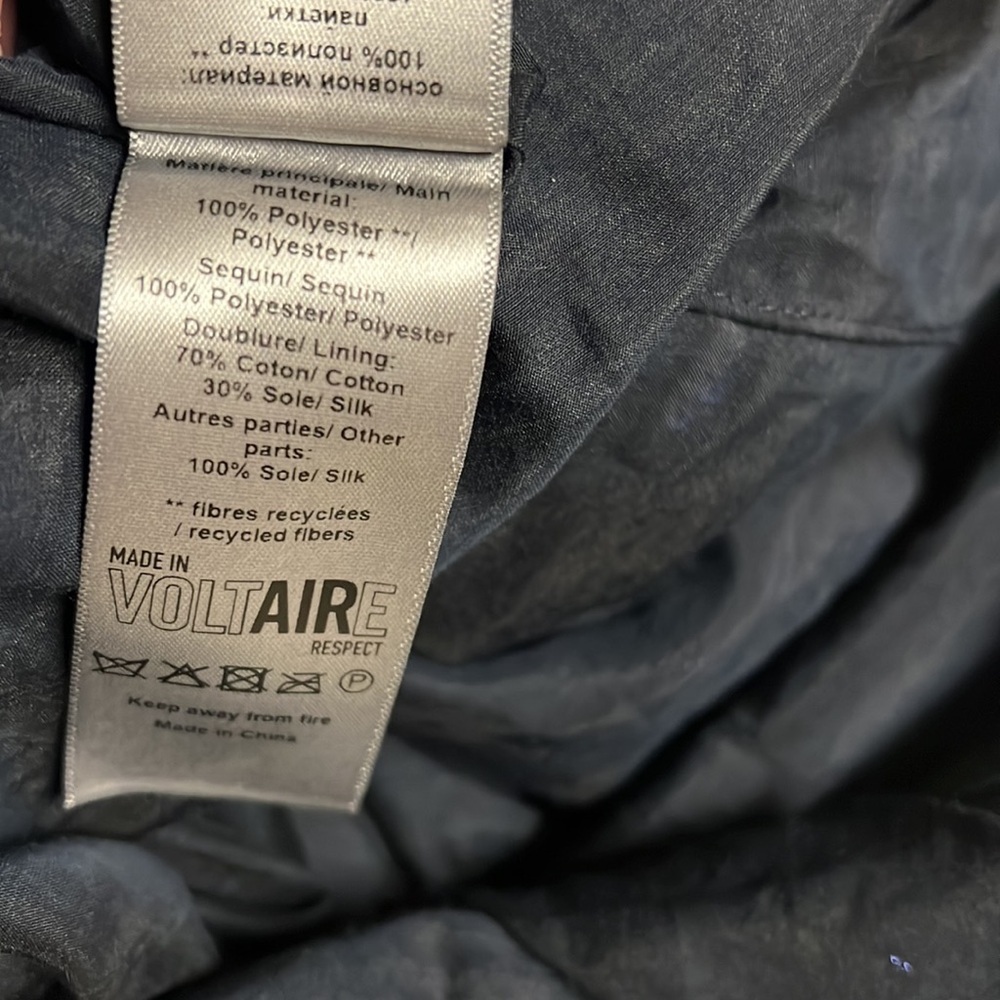 основной материал:
100% полиэстер **
пайетки
Matière principale/ Main
material:
100% Polyester **/
Polyester **
Sequin/ Sequin
100% Polyester/ Polyester
Doublure/ Lining:
70% Coton/ Cotton
30% Soie/ Silk
Autres parties/ Other
parts:
100% Soie/ Silk
** fibres recyclées
/ recycled fibers
MADE IN
VOLTAIRE
RESPECT
P
Keep away from fire
Made in China